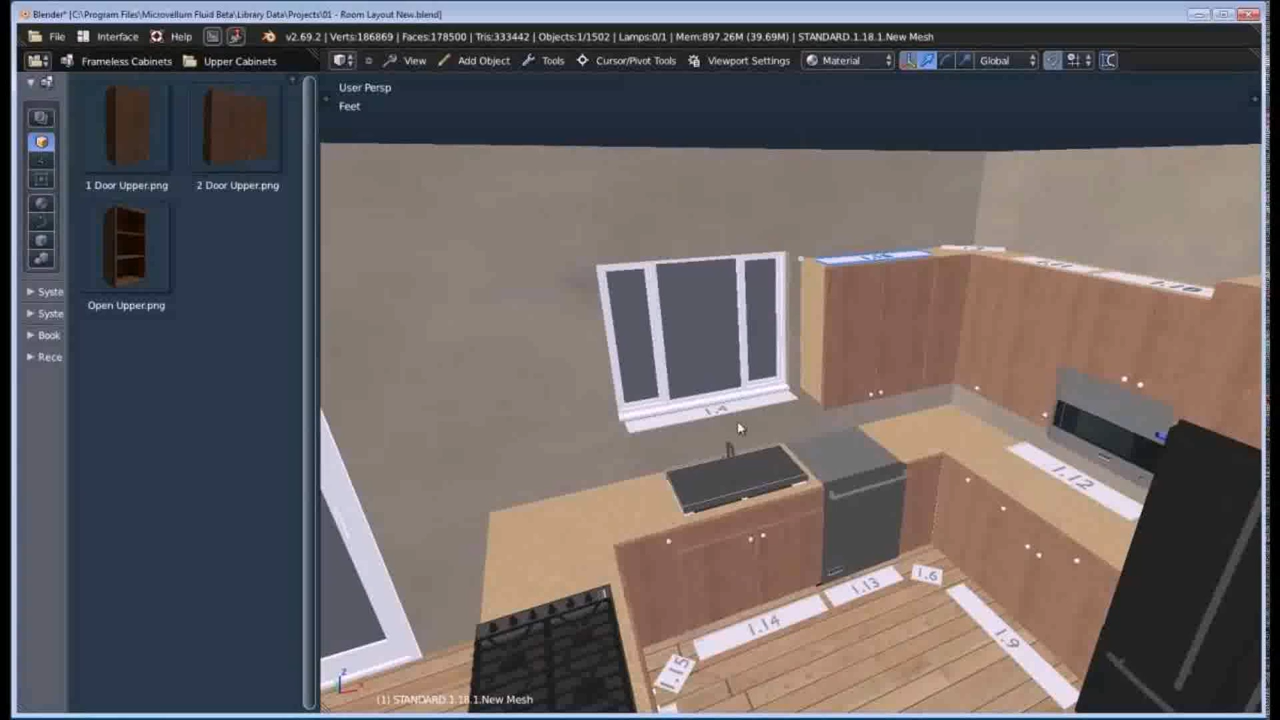 Blender* [C:\Program Files\Microvellum Fluid Beta\Library Data\Projects\01 - Room Layout New.blend]
File Interface Help v2.69.2 | Verts:186869 | Faces:178500 | Tris:333442 | Objects:1/1502 | Lamps:0/1 | Mem:897.26M (39.69M) | STANDARD.1.18.1.New Mesh
Frameless Cabinets Upper Cabinets View Add Object Tools Cursor/Pivot Tools Viewport Settings Material Global
User Persp
Feet
1 Door Upper.png 2 Door Upper.png
Open Upper.png
Syste
Syste
Book
Rece
1.4
1.12
1.6
1.13
1.14
1.9
1.15
(1) STANDARD.1.18.1.New Mesh